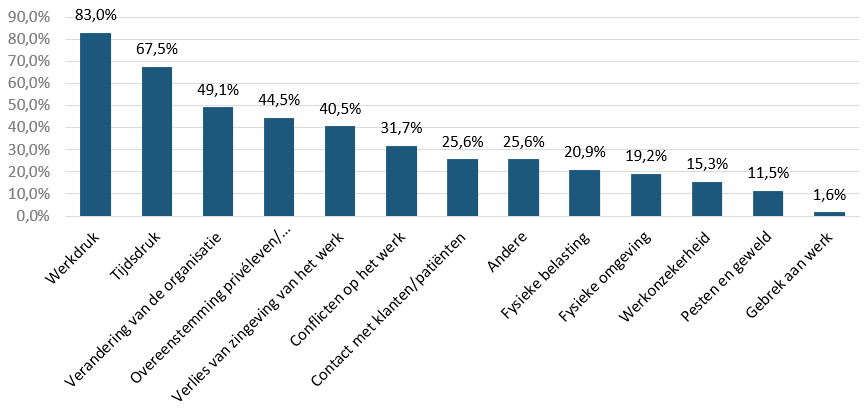 90,0%
80,0%
70,0%
60,0%
50,0%
40,0%
30,0%
20,0%
10,0%
0,0%
83,0%
67,5%
49,1%
44,5%
40,5%
31,7%
25,6%
25,6%
20,9%
19,2%
15,3%
11,5%
1,6%
Werkdruk
Tijdsdruk
Verandering van de organisatie
Overeenstemming privéleven/...
Verlies van zingeving van het werk
Conflicten op het werk
Contact met klanten/patiënten
Andere
Fysieke belasting
Fysieke omgeving
Werkonzekerheid
Pesten en geweld
Gebrek aan werk